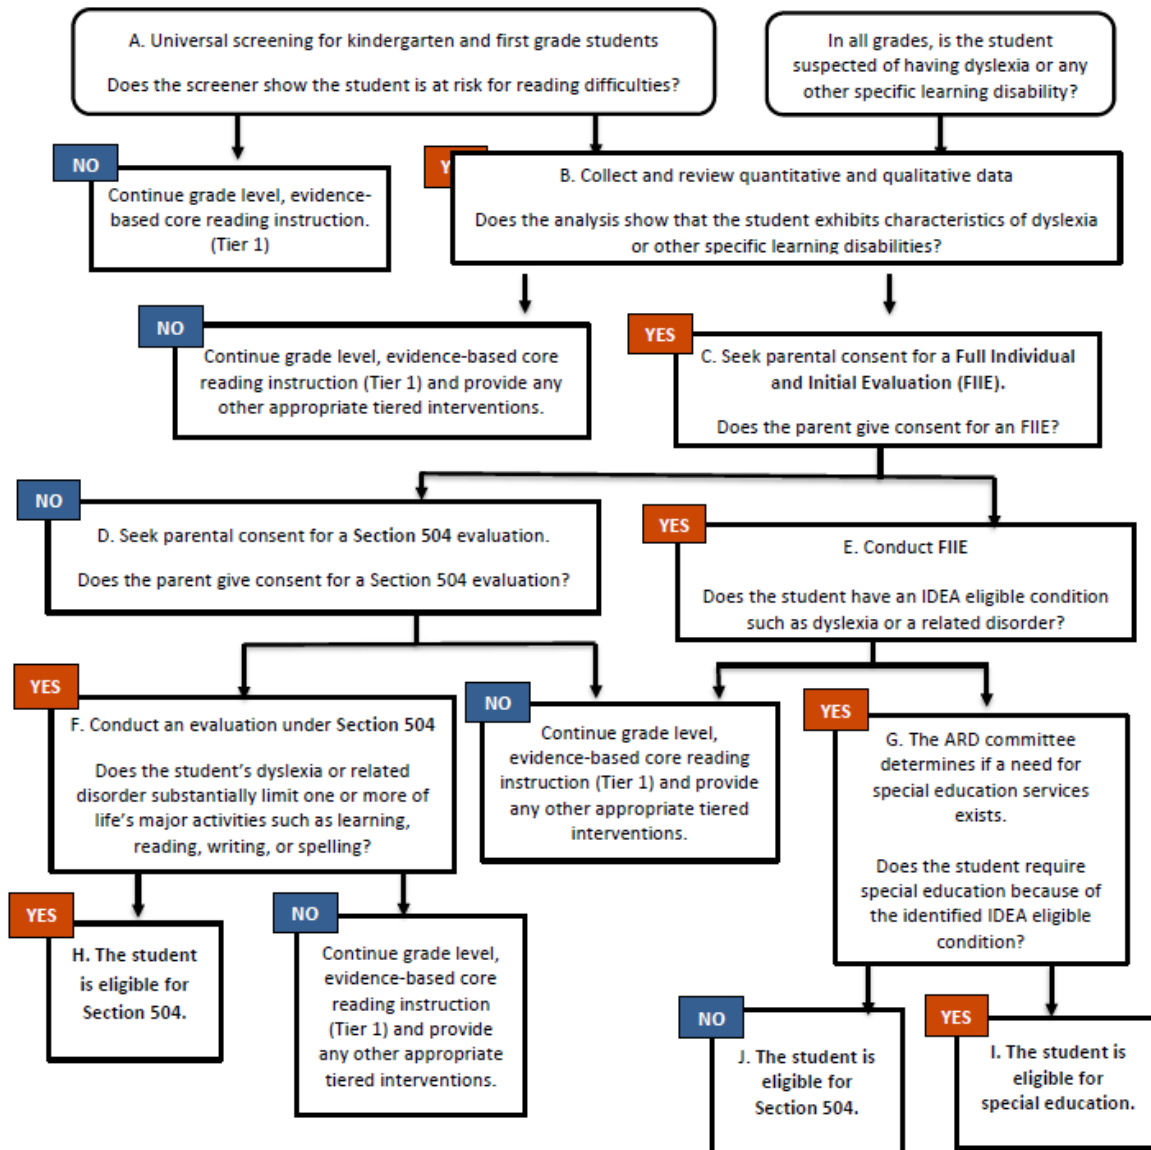 A. Universal screening for kindergarten and first grade students
Does the screener show the student is at risk for reading difficulties?
In all grades, is the student
suspected of having dyslexia or any
other specific learning disability?
NO
Continue grade level, evidence-
based core reading instruction.
(Tier 1)
B. Collect and review quantitative and qualitative data
Does the analysis show that the student exhibits characteristics of dyslexia
or other specific learning disabilities?
NO
Continue grade level, evidence-based core
reading instruction (Tier 1) and provide any
other appropriate tiered interventions.
YES
C. Seek parental consent for a Full Individual
and Initial Evaluation (FIIE).
Does the parent give consent for an FIIE?
NO
D. Seek parental consent for a Section 504 evaluation.
Does the parent give consent for a Section 504 evaluation?
YES
E. Conduct FIIE
Does the student have an IDEA eligible condition
such as dyslexia or a related disorder?
YES
F. Conduct an evaluation under Section 504
Does the student's dyslexia or related
disorder substantially limit one or more of
life's major activities such as learning,
reading, writing, or spelling?
NO
Continue grade level,
evidence-based core reading
instruction (Tier 1) and provide
any other appropriate tiered
interventions.
YES
G. The ARD committee
determines if a need for
special education services
exists.
Does the student require
special education because of
the identified IDEA eligible
condition?
YES
H. The student
is eligible for
Section 504.
NO
Continue grade level,
evidence-based core
reading instruction
(Tier 1) and provide
any other appropriate
tiered interventions.
NO
J. The student is
eligible for
Section 504.
YES
I. The student is
eligible for
special education.